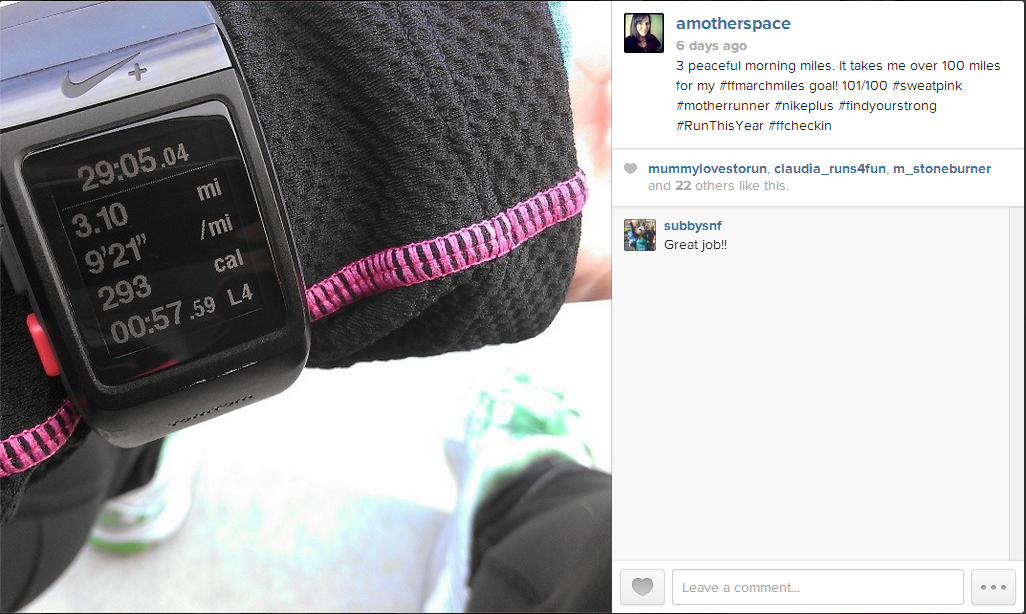 29:05.04
3.10 mi
9'21" /mi
293 cal
00:57.59 L4
TomTom
amotherspace
6 days ago
3 peaceful morning miles. It takes me over 100 miles
for my #ffmarchmiles goal! 101/100 #sweatpink
#motherrunner #nikeplus #findyourstrong
#RunThisYear #ffcheckin
mummylovestorun, claudia_runs4fun, m_stoneburner
and 22 others like this.
subbysnf
Great job!!
Leave a comment...